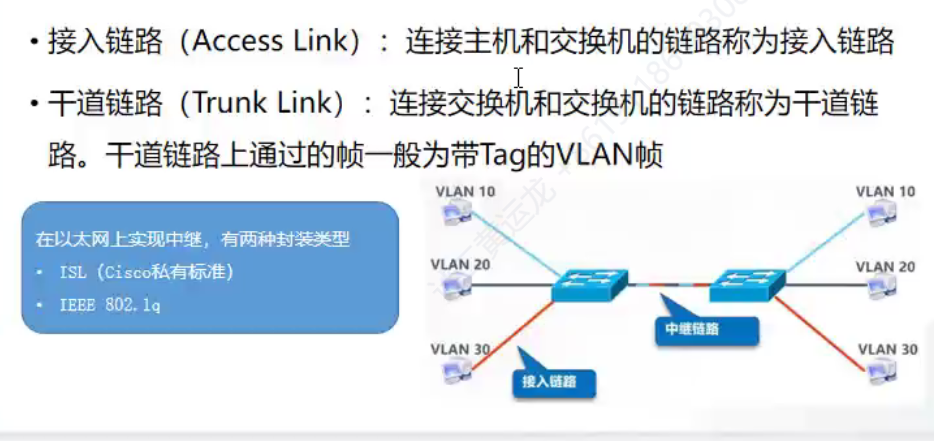 • 接入链路（Access Link）：连接主机和交换机的链路称为接入链路
• 干道链路（Trunk Link）：连接交换机和交换机的链路称为干道链
路。干道链路上通过的帧一般为带Tag的VLAN帧
在以太网上实现中继，有两种封装类型
• ISL（Cisco私有标准）
• IEEE 802.1q
VLAN 10
VLAN 10
VLAN 20
VLAN 20
中继链路
VLAN 30
VLAN 30
接入链路